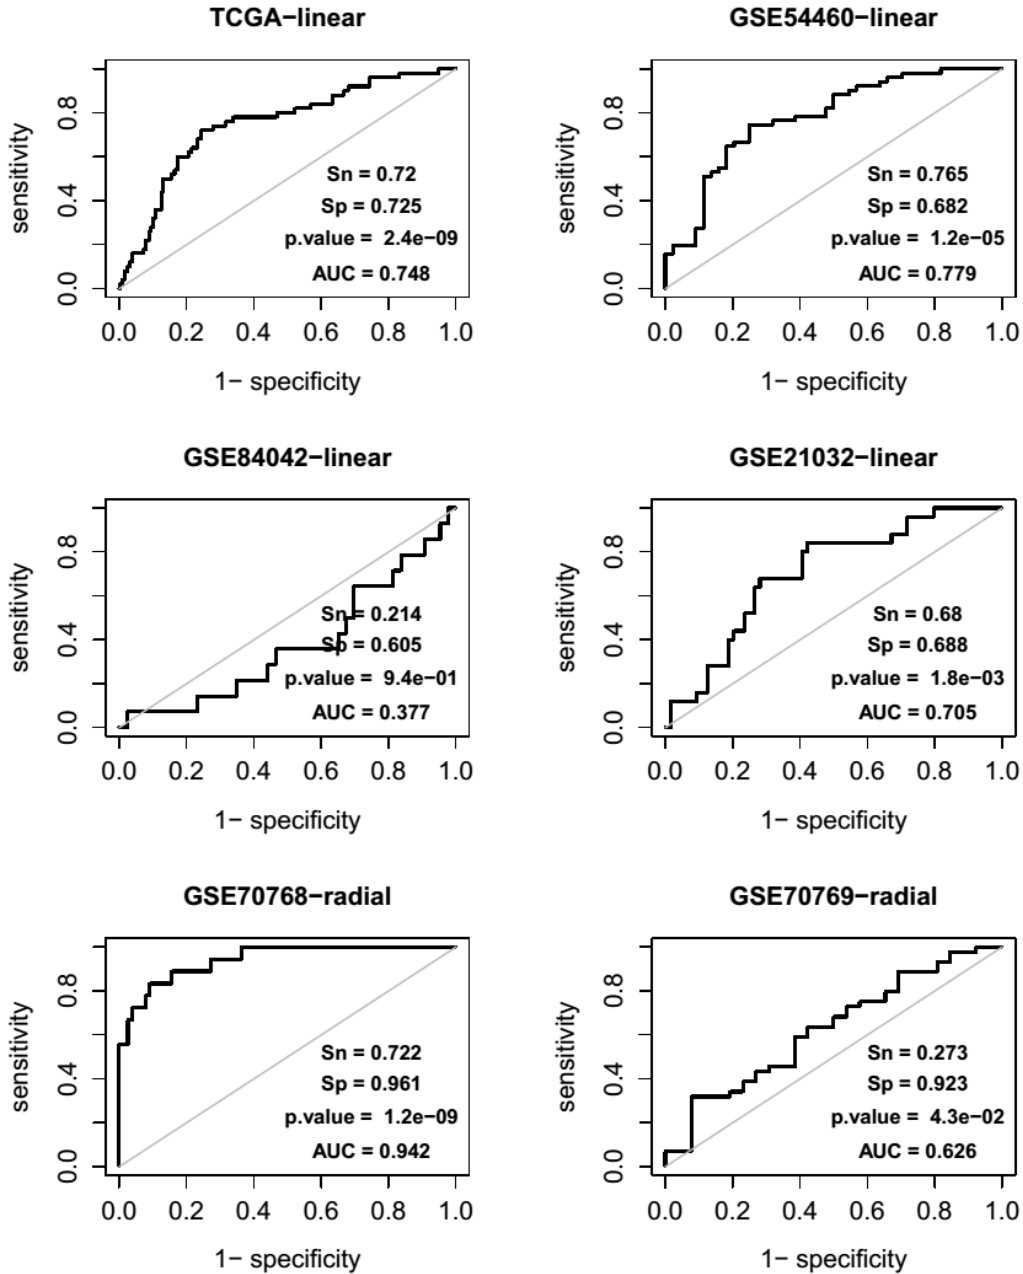 TCGA−linear
sensitivity
0.0 0.4 0.8
Sn = 0.72
Sp = 0.725
p.value = 2.4e−09
AUC = 0.748
0.0 0.2 0.4 0.6 0.8 1.0
1− specificity
GSE54460−linear
sensitivity
0.0 0.4 0.8
Sn = 0.765
Sp = 0.682
p.value = 1.2e−05
AUC = 0.779
0.0 0.2 0.4 0.6 0.8 1.0
1− specificity
GSE84042−linear
sensitivity
0.0 0.4 0.8
Sn = 0.214
Sp = 0.605
p.value = 9.4e−01
AUC = 0.377
0.0 0.2 0.4 0.6 0.8 1.0
1− specificity
GSE21032−linear
sensitivity
0.0 0.4 0.8
Sn = 0.68
Sp = 0.688
p.value = 1.8e−03
AUC = 0.705
0.0 0.2 0.4 0.6 0.8 1.0
1− specificity
GSE70768−radial
sensitivity
0.0 0.4 0.8
Sn = 0.722
Sp = 0.961
p.value = 1.2e−09
AUC = 0.942
0.0 0.2 0.4 0.6 0.8 1.0
1− specificity
GSE70769−radial
sensitivity
0.0 0.4 0.8
Sn = 0.273
Sp = 0.923
p.value = 4.3e−02
AUC = 0.626
0.0 0.2 0.4 0.6 0.8 1.0
1− specificity